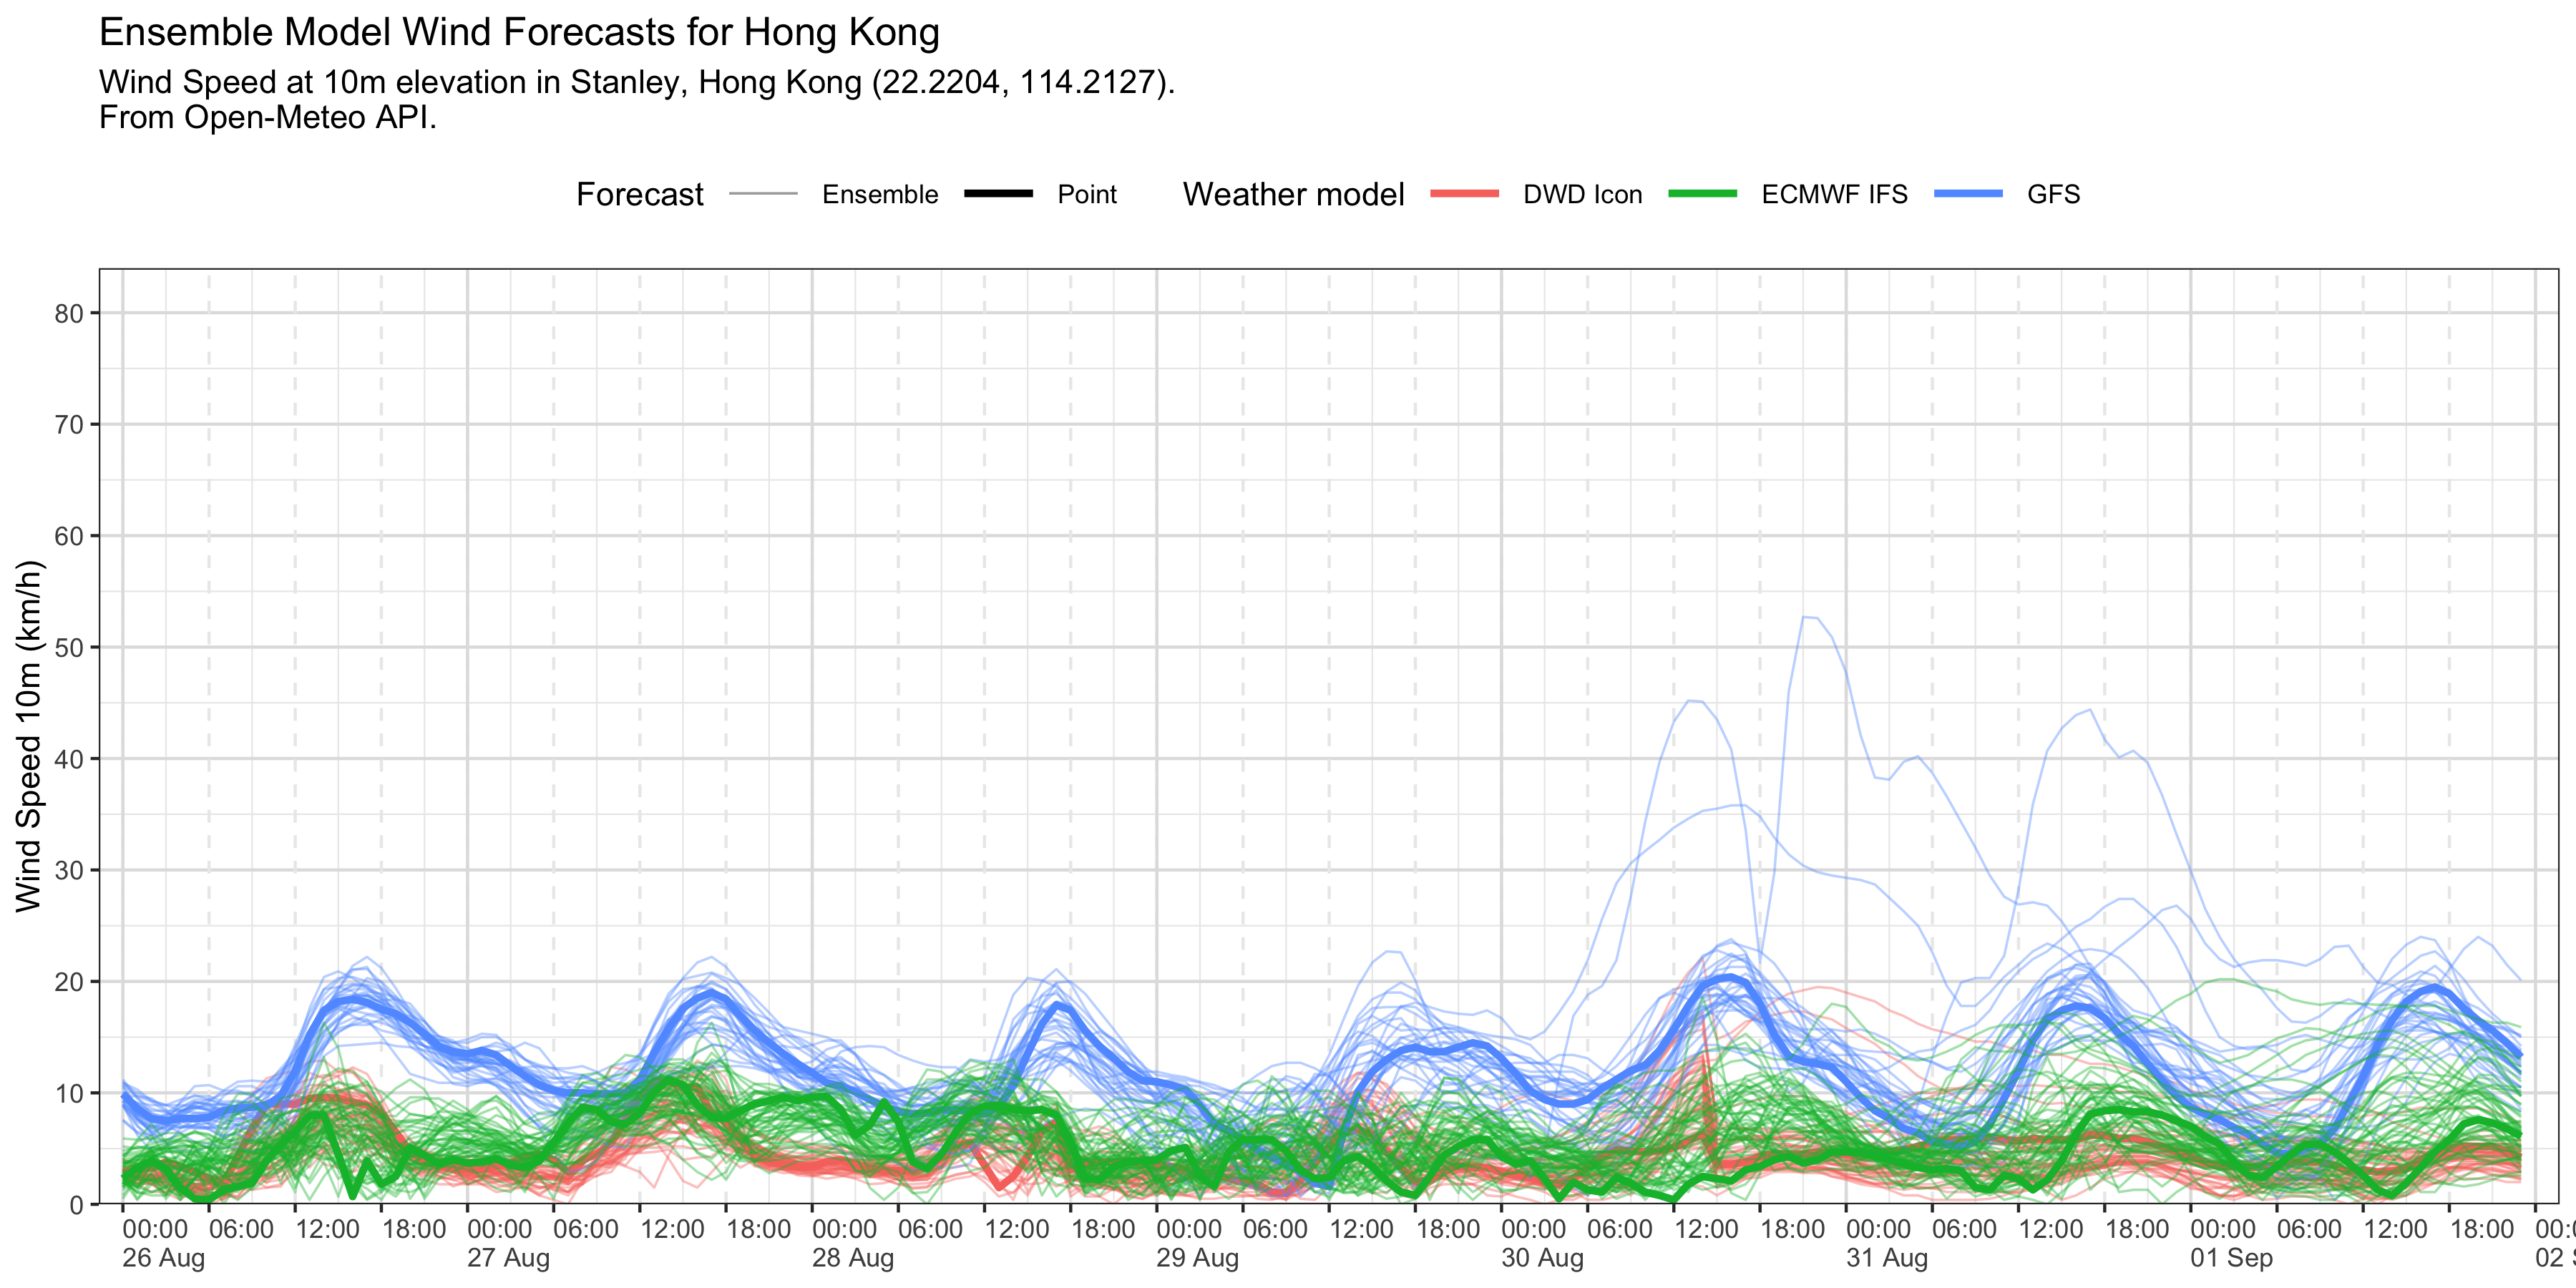 Ensemble Model Wind Forecasts for Hong Kong
Wind Speed at 10m elevation in Stanley, Hong Kong (22.2204, 114.2127).
From Open-Meteo API.
Forecast Ensemble Point Weather model DWD Icon ECMWF IFS GFS
Wind Speed 10m (km/h)
80
70
60
50
40
30
20
10
0
00:00 06:00 12:00 18:00 00:00 06:00 12:00 18:00 00:00 06:00 12:00 18:00 00:00 06:00 12:00 18:00 00:00 06:00 12:00 18:00 00:00 06:00 12:00 18:00 00:00 06:00 12:00 18:00
26 Aug 27 Aug 28 Aug 29 Aug 30 Aug 31 Aug 01 Sep 02